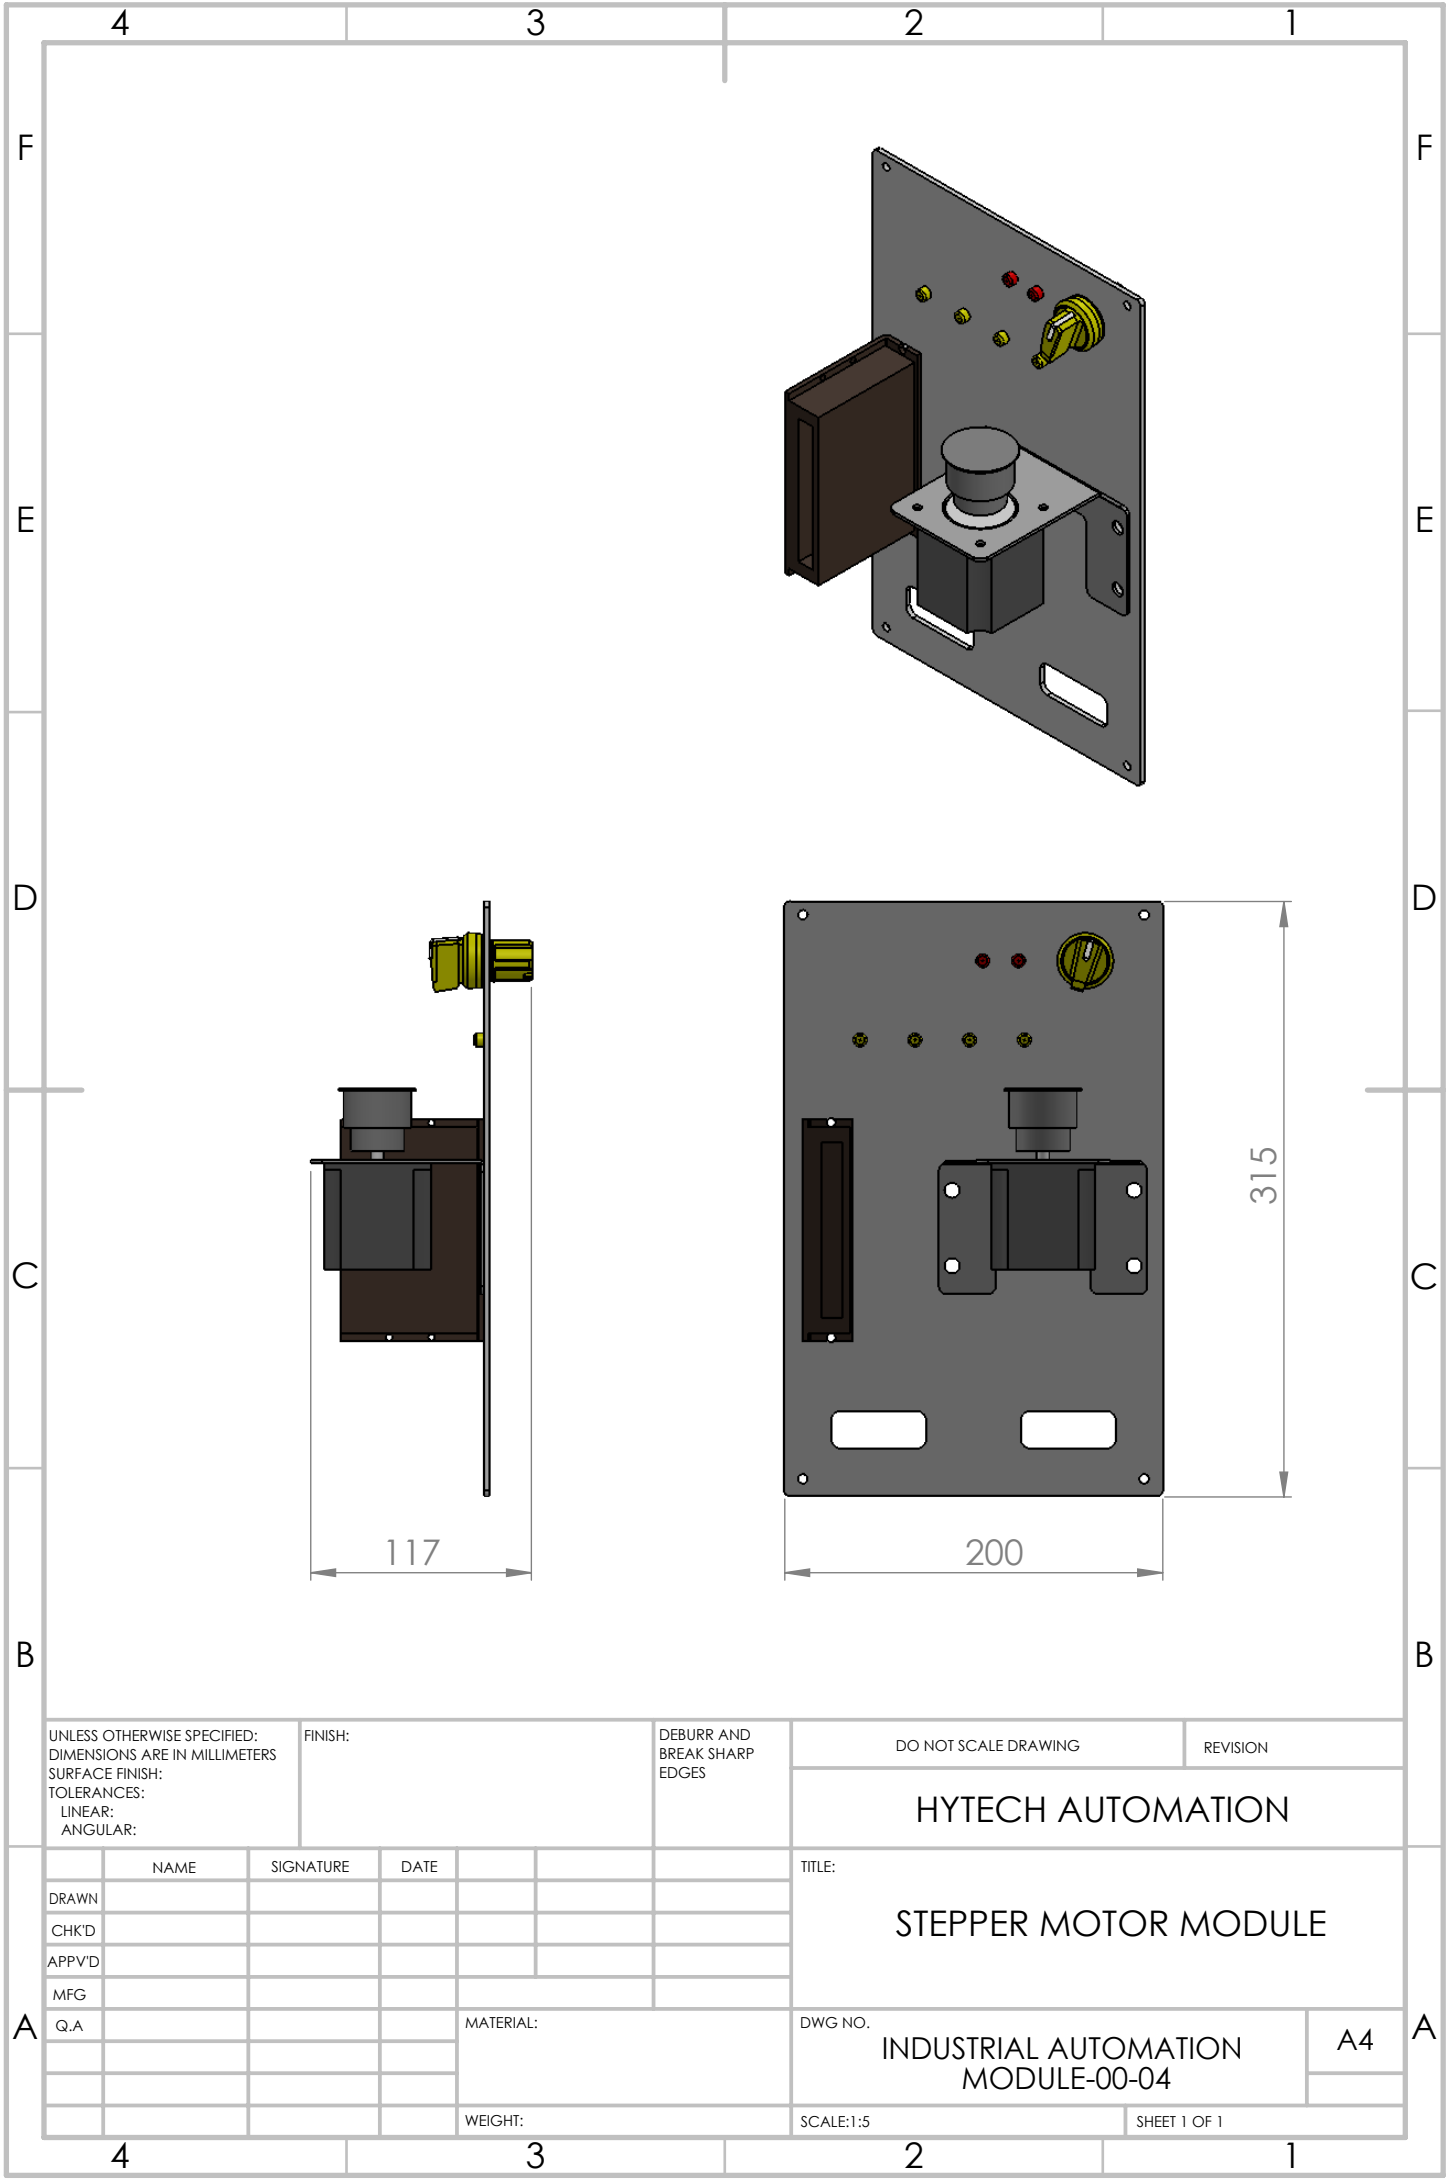 4 3 2 1
F F
E E
D D
C C
B B
A A
315
117
200
UNLESS OTHERWISE SPECIFIED:
DIMENSIONS ARE IN MILLIMETERS
SURFACE FINISH:
TOLERANCES:
LINEAR:
ANGULAR:
FINISH:
DEBURR AND
BREAK SHARP
EDGES
DO NOT SCALE DRAWING
REVISION
HYTECH AUTOMATION
NAME SIGNATURE DATE
DRAWN
CHK'D
APPV'D
MFG
Q.A
TITLE:
STEPPER MOTOR MODULE
MATERIAL:
DWG NO.
INDUSTRIAL AUTOMATION
MODULE-00-04
A4
WEIGHT:
SCALE:1:5
SHEET 1 OF 1
4 3 2 1